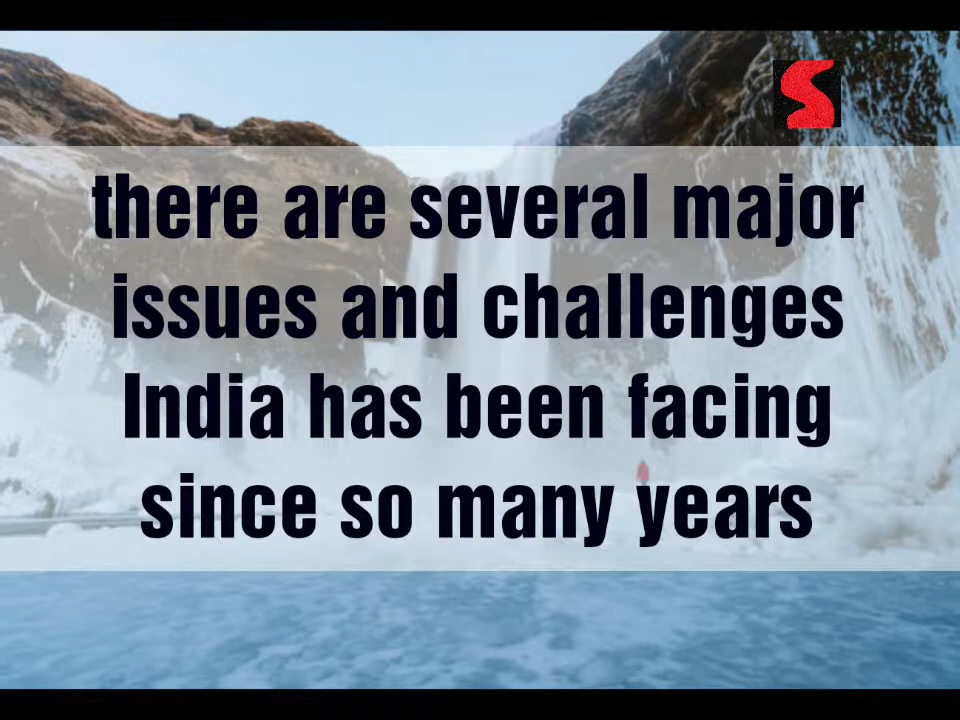 there are several major
issues and challenges
India has been facing
since so many years